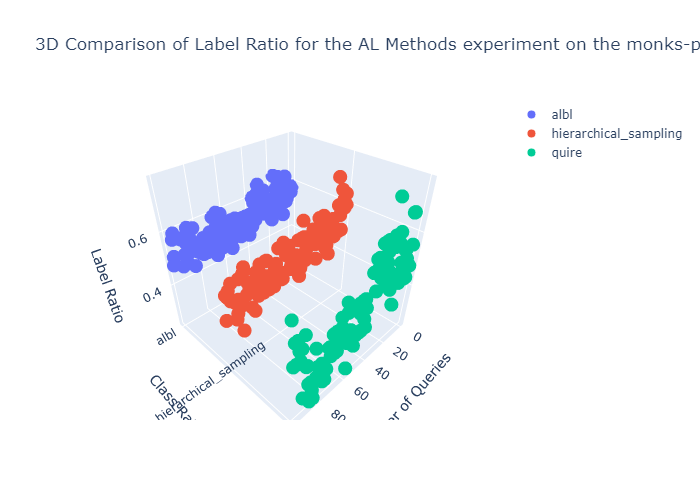 3D Comparison of Label Ratio for the AL Methods experiment on the
albl
hierarchical_sampling
quire
0.6
0.4
Label Ratio
albl
hierarchical_sampling
Class
0
20
40
60
80
of Queries